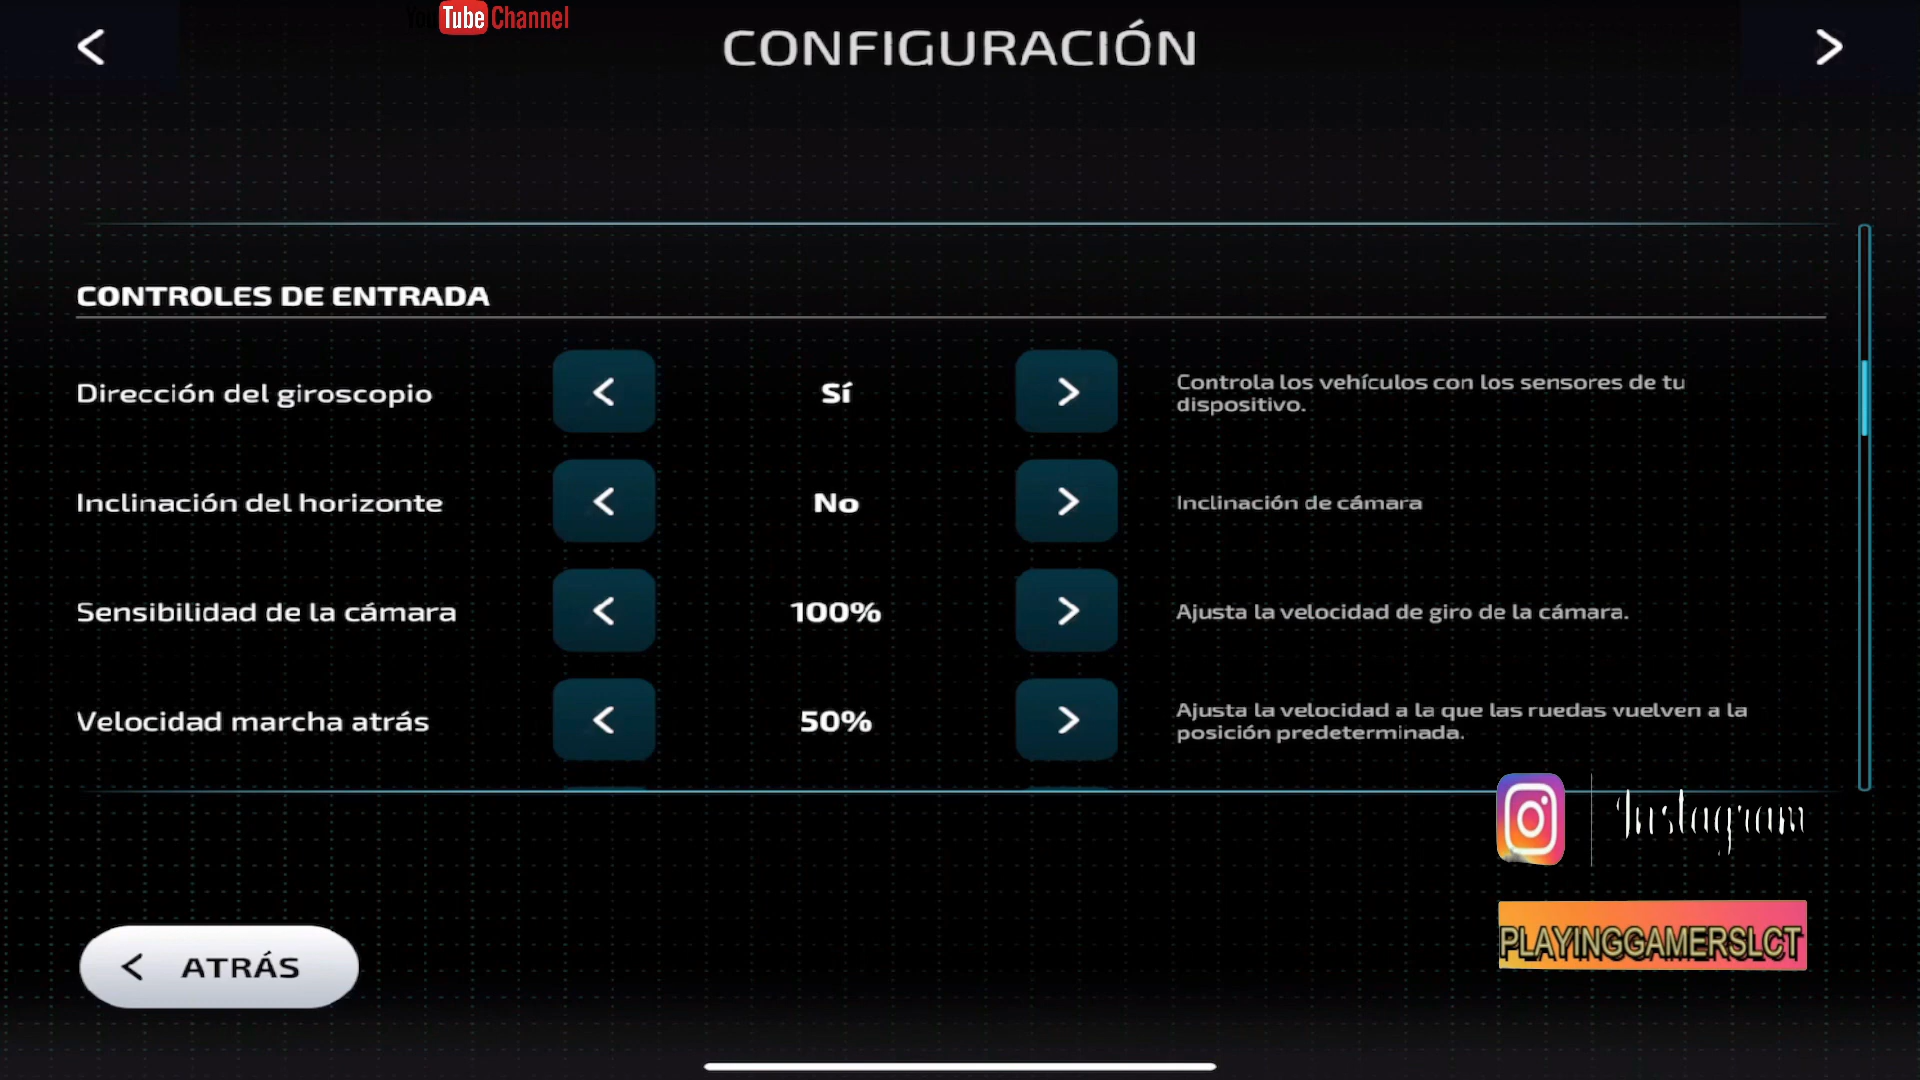 YouTube Channel
CONFIGURACIÓN
CONTROLES DE ENTRADA
Dirección del giroscopio
Sí
Controla los vehículos con los sensores de tu
dispositivo.
Inclinación del horizonte
No
Inclinación de cámara
Sensibilidad de la cámara
100%
Ajusta la velocidad de giro de la cámara.
Velocidad marcha atrás
50%
Ajusta la velocidad a la que las ruedas vuelven a la
posición predeterminada.
Instagram
PLAYINGGAMERSLCT
ATRÁS